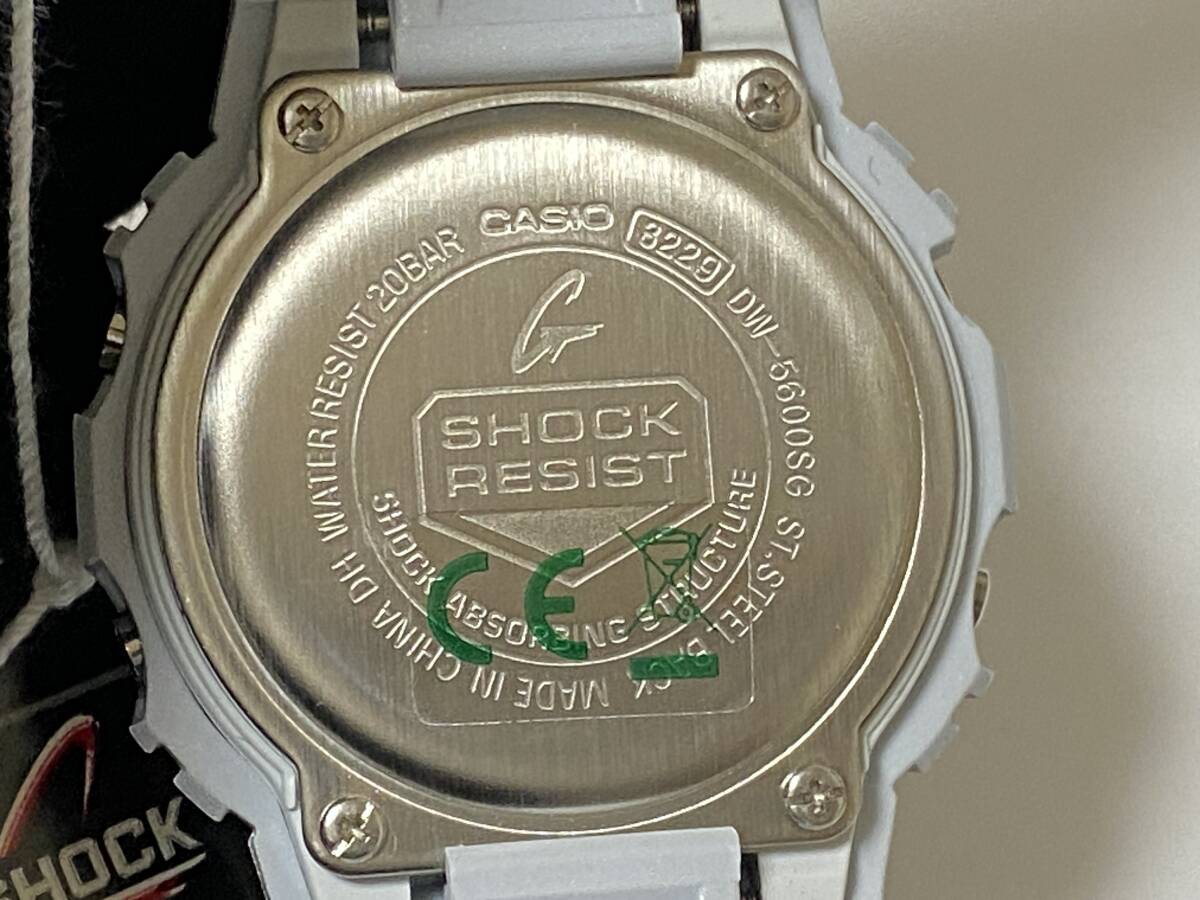 CASIO
3229
DW-5600SG ST.STEEL BACK MADE IN CHINA DH WATER RESIST 20BAR
G
SHOCK
RESIST
SHOCK ABSORBING STRUCTURE
CE
SHOCK